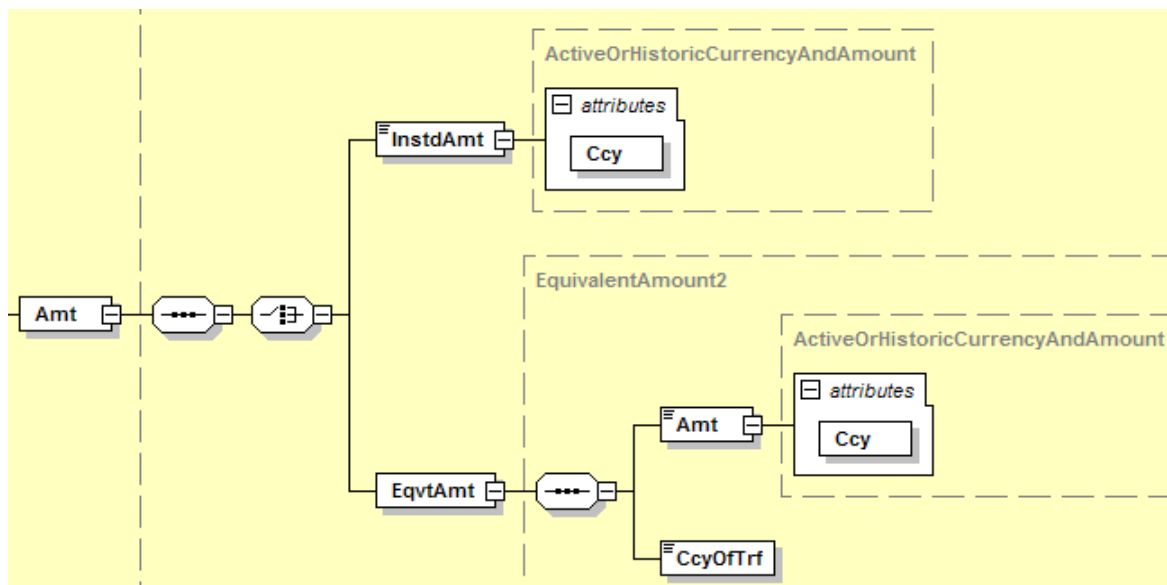 ActiveOrHistoricCurrencyAndAmount
attributes
InstdAmt
Ccy
EquivalentAmount2
Amt
ActiveOrHistoricCurrencyAndAmount
attributes
Amt
Ccy
EqvtAmt
CcyOfTrf